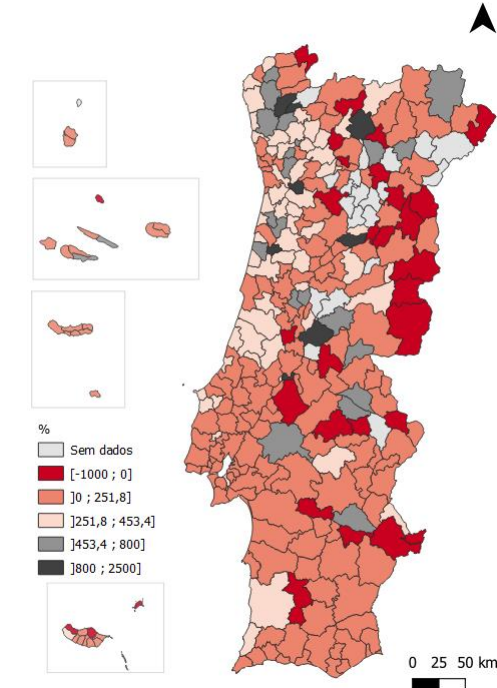 %
Sem dados
[-1000 ; 0]
]0 ; 251,8]
]251,8 ; 453,4]
]453,4 ; 800]
]800 ; 2500]
0 25 50 km